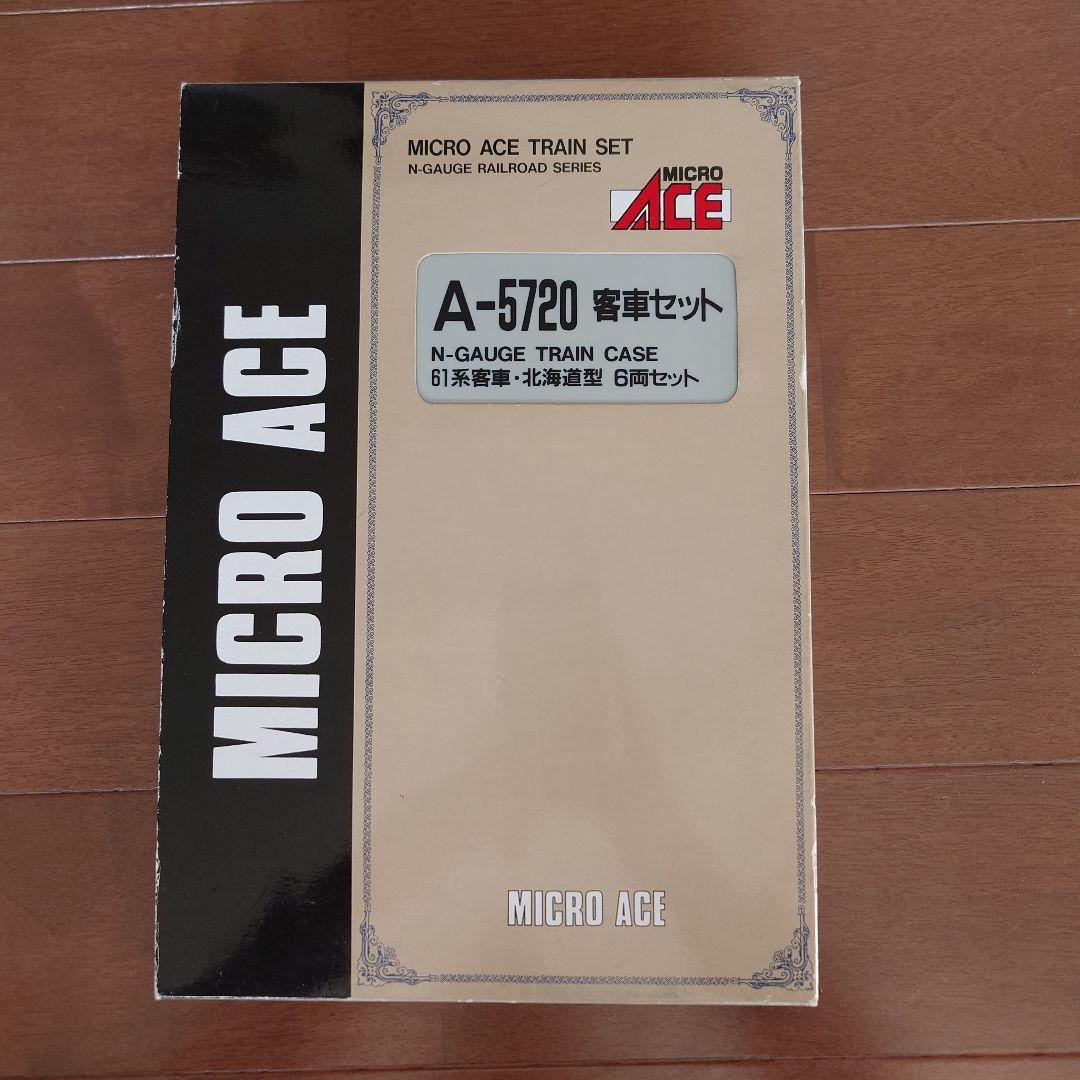 MICRO ACE
MICRO ACE TRAIN SET
N-GAUGE RAILROAD SERIES
MICRO
ACE
A-5720 客車セット
N-GAUGE TRAIN CASE
61系客車・北海道型 6両セット
MICRO ACE